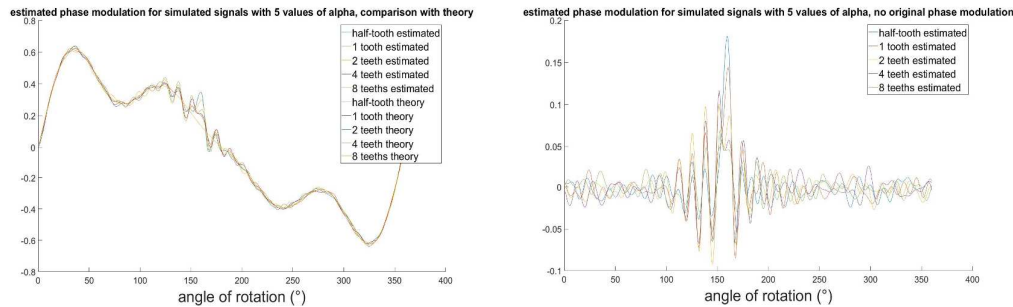 estimated phase modulation for simulated signals with 5 values of alpha, comparison with theory
0.8
0.6
0.4
0.2
0
-0.2
-0.4
-0.6
-0.8
0
50
100
150
200
250
300
350
400
angle of rotation (°)
half-tooth estimated
1 tooth estimated
2 teeth estimated
4 teeth estimated
8 teeths estimated
half-tooth theory
1 tooth theory
2 teeth theory
4 teeth theory
8 teeths theory
estimated phase modulation for simulated signals with 5 values of alpha, no original phase modulation
0.2
0.15
0.1
0.05
0
-0.05
-0.1
0
50
100
150
200
250
300
350
400
angle of rotation (°)
half-tooth estimated
1 tooth estimated
2 teeth estimated
4 teeth estimated
8 teeths estimated